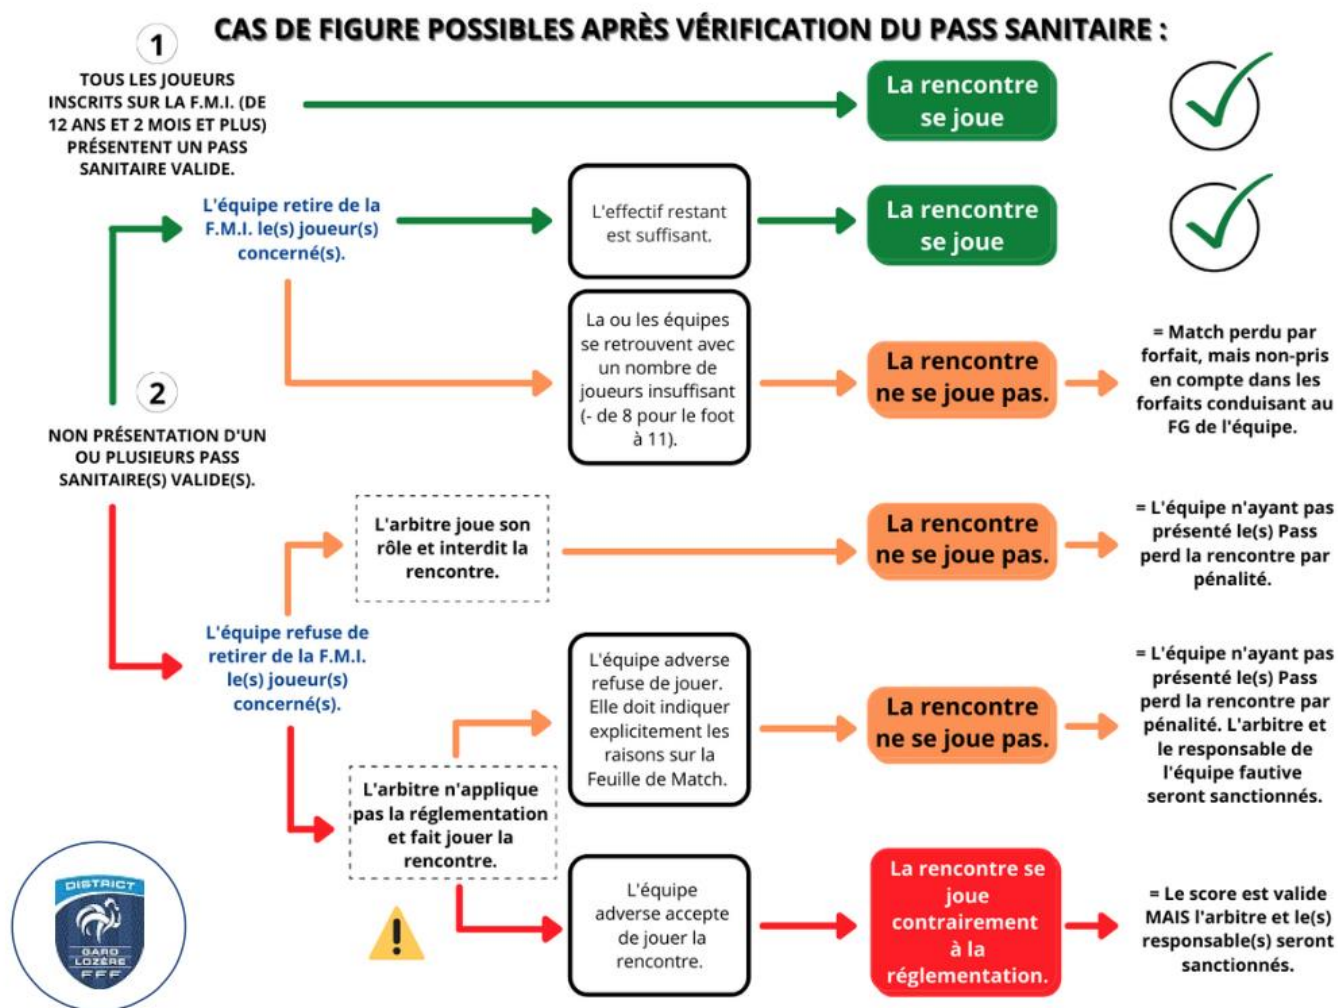 CAS DE FIGURE POSSIBLES APRÈS VÉRIFICATION DU PASS SANITAIRE :
1
TOUS LES JOUEURS
INSCRITS SUR LA F.M.I. (DE
12 ANS ET 2 MOIS ET PLUS)
PRÉSENTENT UN PASS
SANITAIRE VALIDE.
La rencontre
se joue
L'équipe retire de la
F.M.I. le(s) joueur(s)
concerné(s).
L'effectif restant
est suffisant.
La rencontre
se joue
La ou les équipes
se retrouvent avec
un nombre de
joueurs insuffisant
(- de 8 pour le foot
à 11).
La rencontre
ne se joue pas.
= Match perdu par
forfait, mais non-pris
en compte dans les
forfaits conduisant au
FG de l'équipe.
2
NON PRÉSENTATION D'UN
OU PLUSIEURS PASS
SANITAIRE(S) VALIDE(S).
L'arbitre joue son
rôle et interdit la
rencontre.
La rencontre
ne se joue pas.
= L'équipe n'ayant pas
présenté le(s) Pass
perd la rencontre par
pénalité.
L'équipe refuse de
retirer de la F.M.I.
le(s) joueur(s)
concerné(s).
L'équipe adverse
refuse de jouer.
Elle doit indiquer
explicitement les
raisons sur la
Feuille de Match.
La rencontre
ne se joue pas.
= L'équipe n'ayant pas
présenté le(s) Pass
perd la rencontre par
pénalité. L'arbitre et
le responsable de
l'équipe fautive
seront sanctionnés.
L'arbitre n'applique
pas la réglementation
et fait jouer la
rencontre.
L'équipe
adverse accepte
de jouer la
rencontre.
La rencontre se
joue
contrairement
à la
réglementation.
= Le score est valide
MAIS l'arbitre et le(s)
responsable(s) seront
sanctionnés.
DISTRICT
GARD
LOZÈRE
FFF